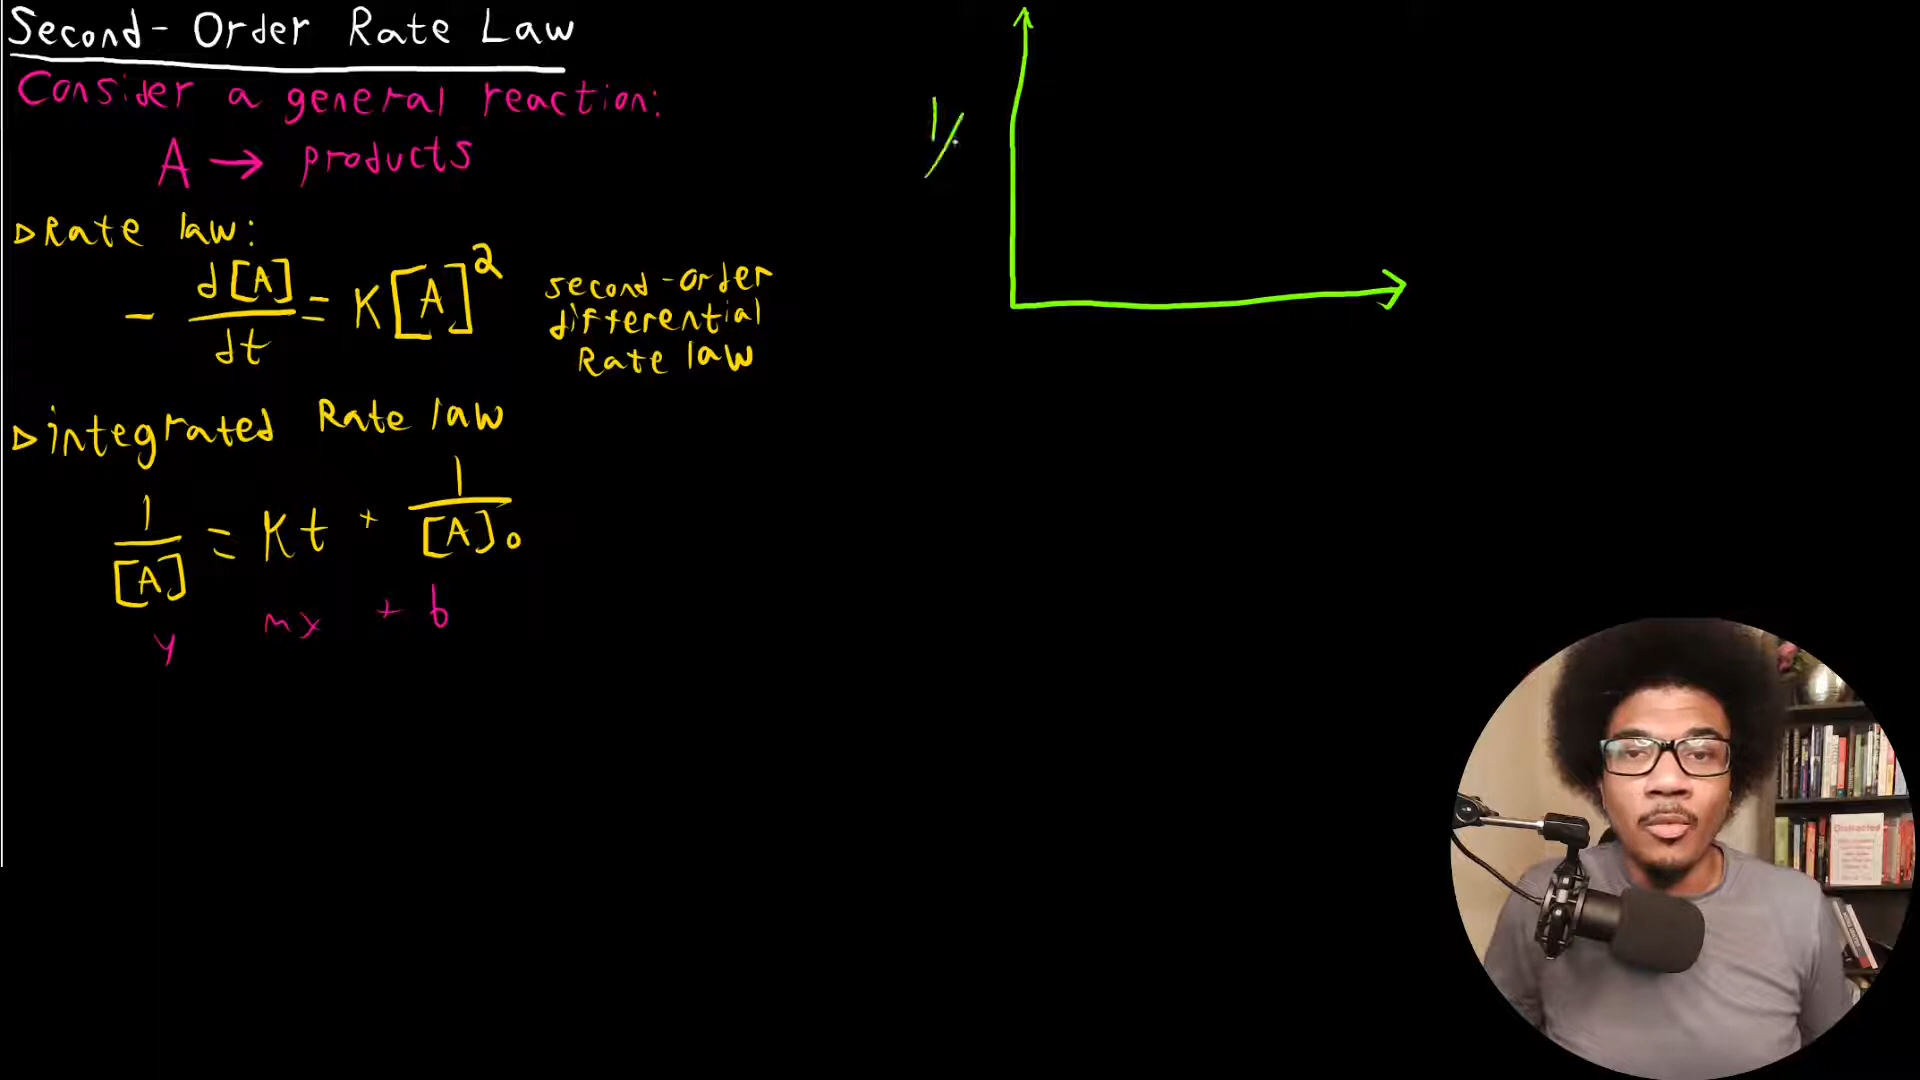 Second-Order Rate Law
Consider a general reaction:
A → products
▷Rate law:
- d[A]/dt = K[A]²
second-order
differential
Rate law
▷integrated Rate law
1/[A] = Kt + 1/[A]₀
y mx + b
1/
Distracted